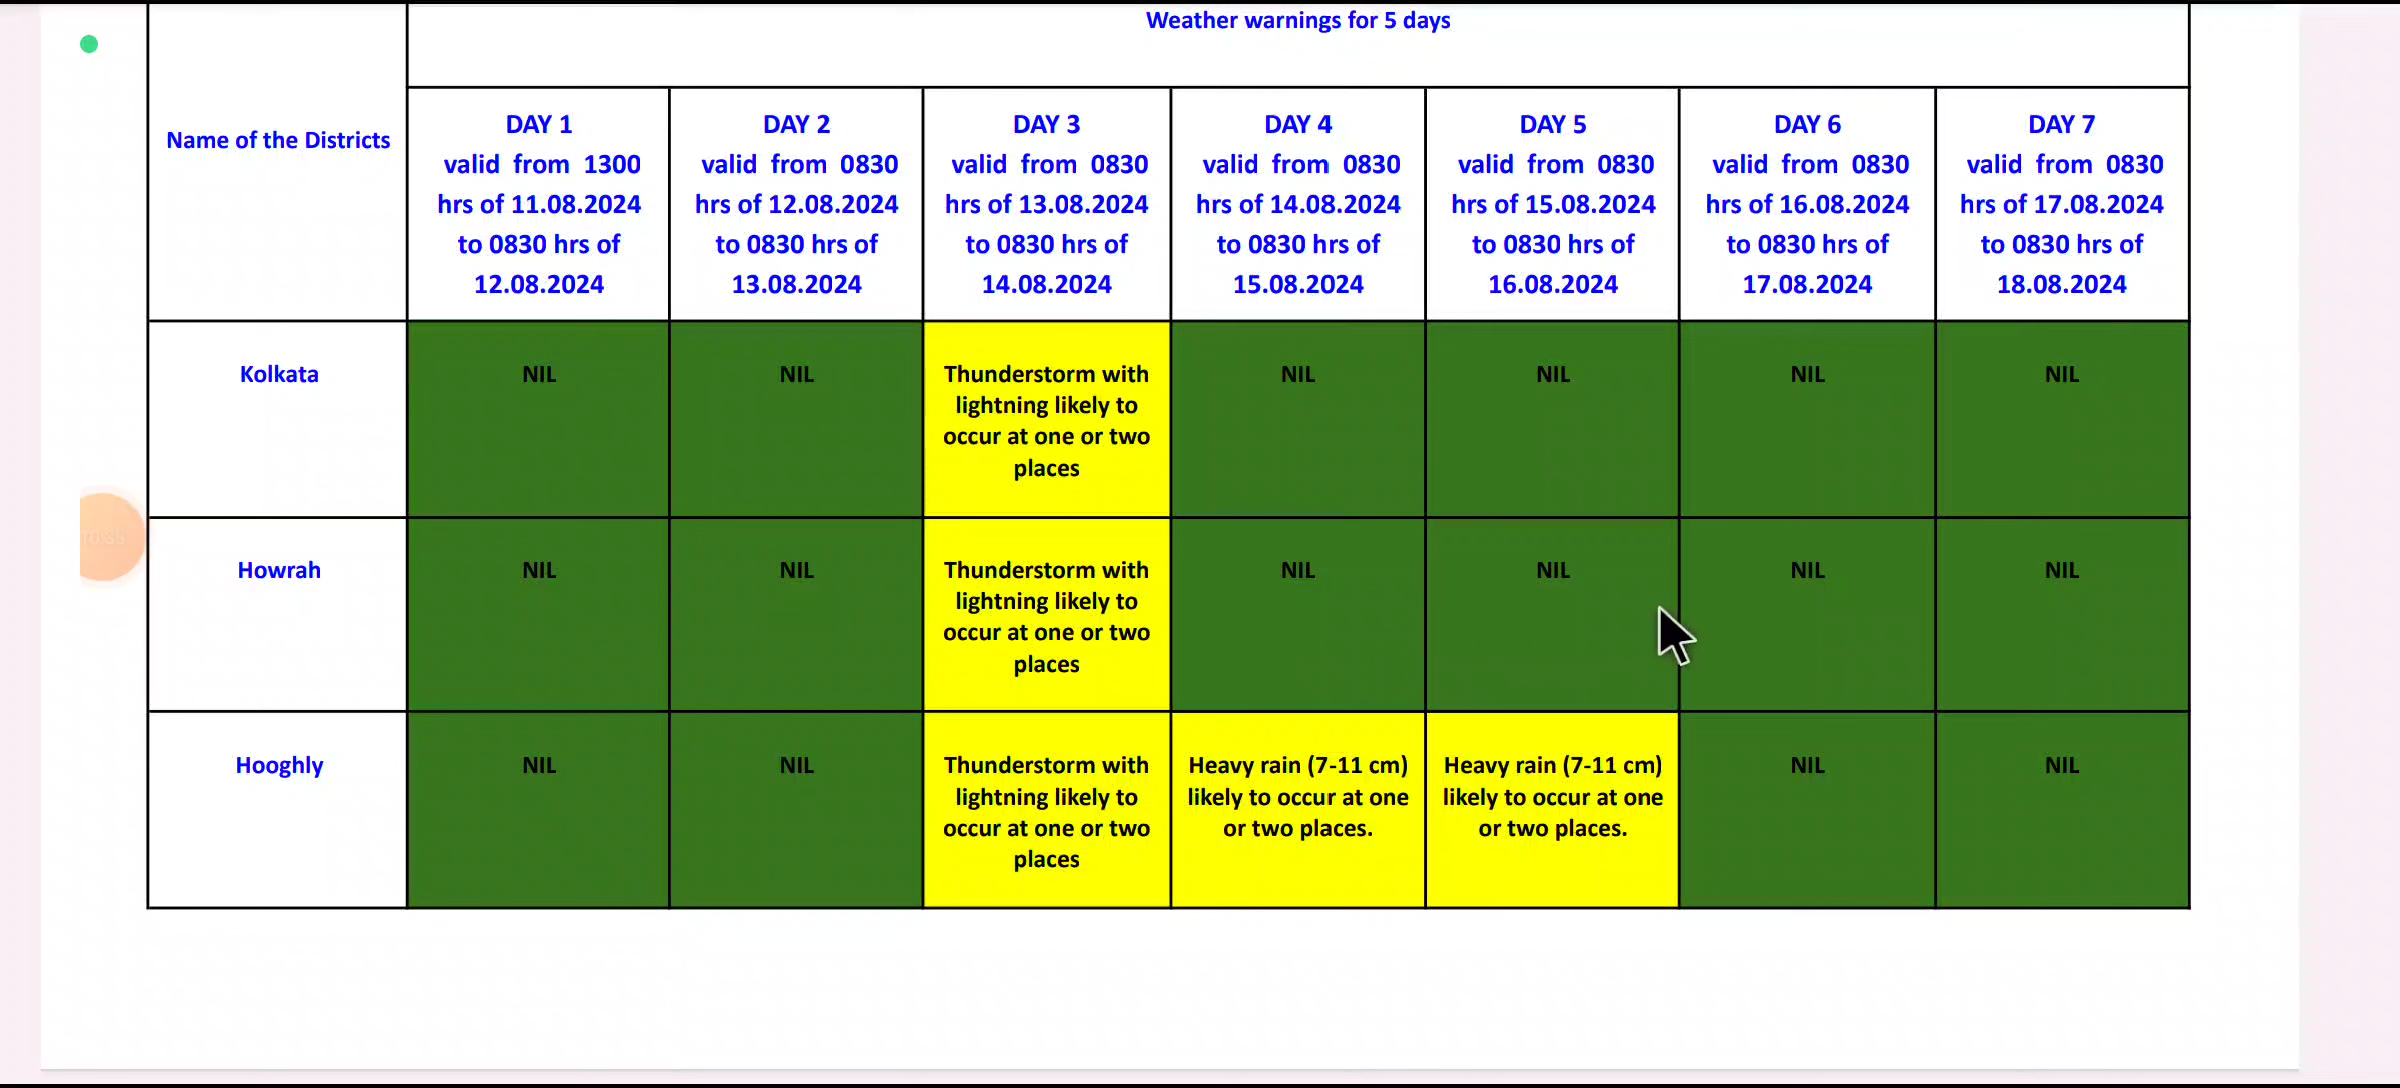 Weather warnings for 5 days
Name of the Districts
DAY 1
valid from 1300
hrs of 11.08.2024
to 0830 hrs of
12.08.2024
DAY 2
valid from 0830
hrs of 12.08.2024
to 0830 hrs of
13.08.2024
DAY 3
valid from 0830
hrs of 13.08.2024
to 0830 hrs of
14.08.2024
DAY 4
valid from 0830
hrs of 14.08.2024
to 0830 hrs of
15.08.2024
DAY 5
valid from 0830
hrs of 15.08.2024
to 0830 hrs of
16.08.2024
DAY 6
valid from 0830
hrs of 16.08.2024
to 0830 hrs of
17.08.2024
DAY 7
valid from 0830
hrs of 17.08.2024
to 0830 hrs of
18.08.2024
Kolkata
NIL
NIL
Thunderstorm with
lightning likely to
occur at one or two
places
NIL
NIL
NIL
NIL
Howrah
NIL
NIL
Thunderstorm with
lightning likely to
occur at one or two
places
NIL
NIL
NIL
NIL
Hooghly
NIL
NIL
Thunderstorm with
lightning likely to
occur at one or two
places
Heavy rain (7-11 cm)
likely to occur at one
or two places.
Heavy rain (7-11 cm)
likely to occur at one
or two places.
NIL
NIL